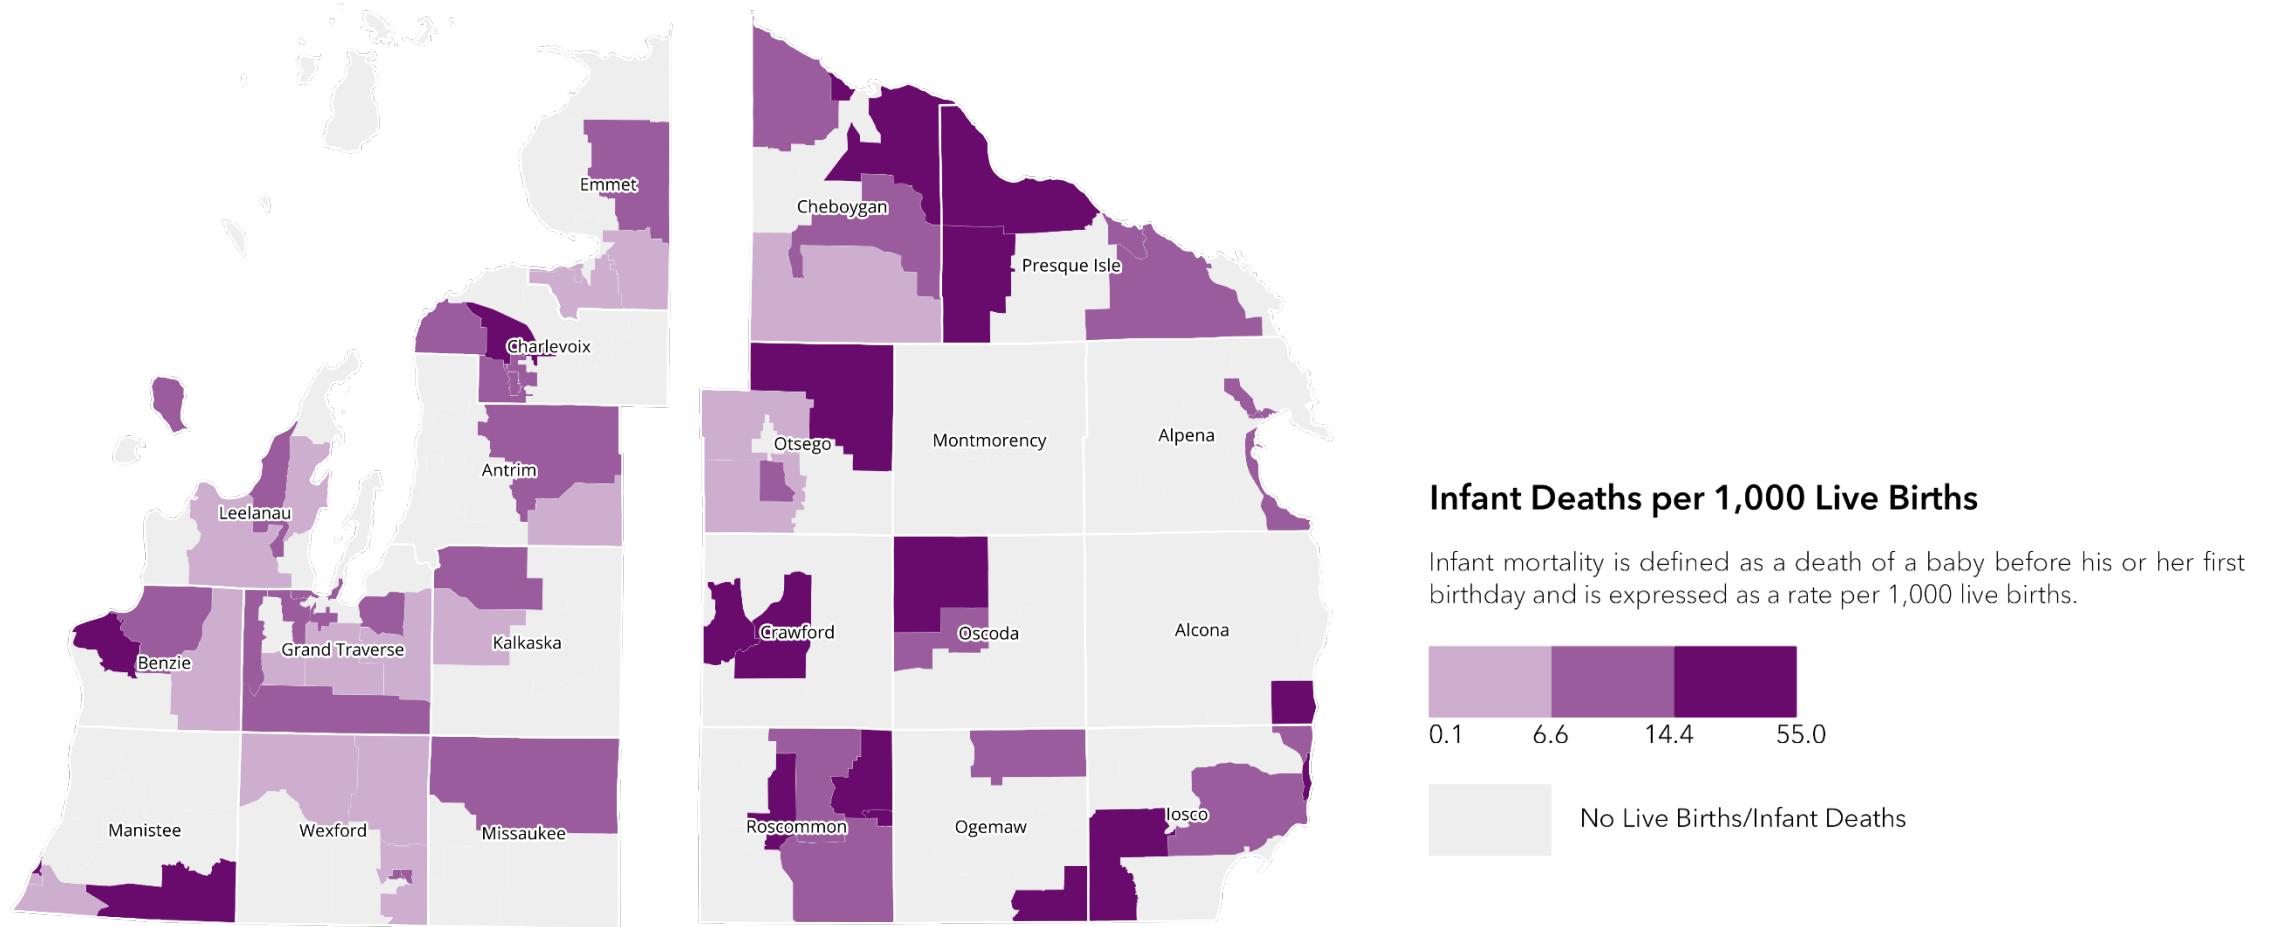 Emmet
Cheboygan
Presque Isle
Charlevoix
Otsego
Montmorency
Alpena
Antrim
Leelanau
Crawford
Oscoda
Alcona
Kalkaska
Grand Traverse
Benzie
Manistee
Wexford
Missaukee
Roscommon
Ogemaw
Iosco
Infant Deaths per 1,000 Live Births
Infant mortality is defined as a death of a baby before his or her first
birthday and is expressed as a rate per 1,000 live births.
0.1 6.6 14.4 55.0
No Live Births/Infant Deaths